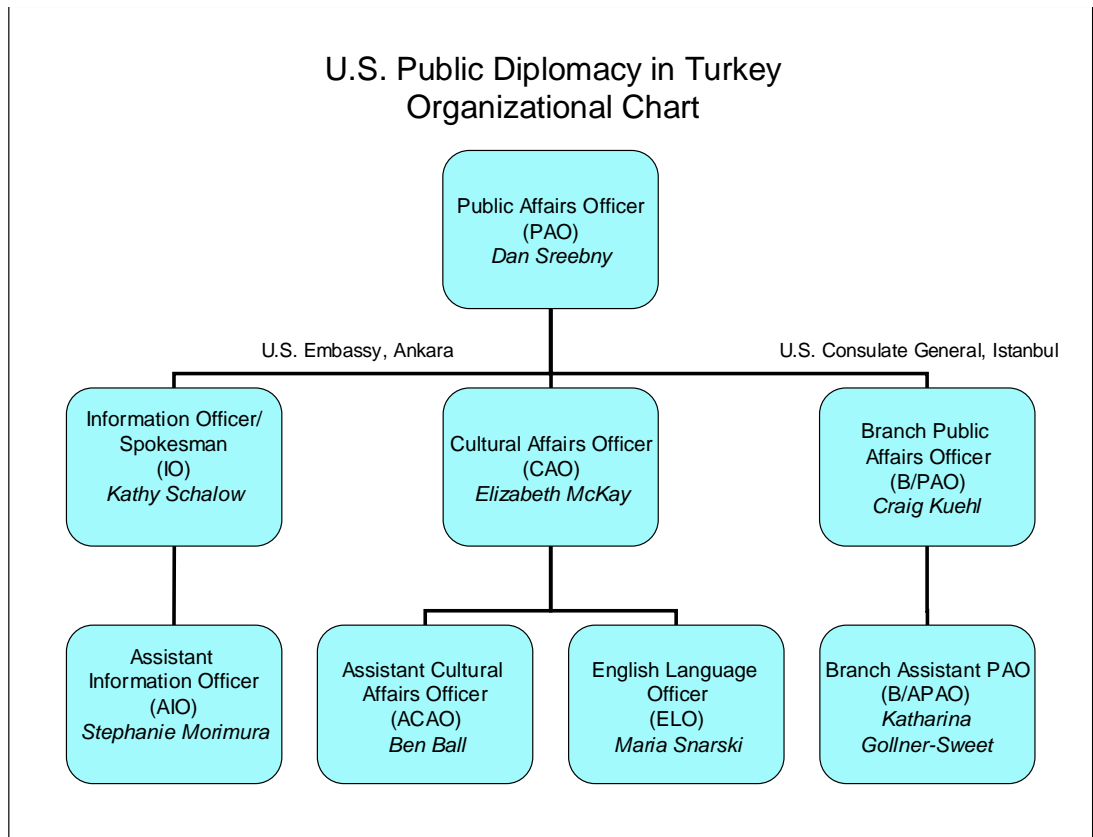 U.S. Public Diplomacy in Turkey
Organizational Chart
Public Affairs Officer
(PAO)
Dan Sreebny
U.S. Embassy, Ankara
U.S. Consulate General, Istanbul
Information Officer/
Spokesman
(IO)
Kathy Schalow
Cultural Affairs Officer
(CAO)
Elizabeth McKay
Branch Public
Affairs Officer
(B/PAO)
Craig Kuehl
Assistant
Information Officer
(AIO)
Stephanie Morimura
Assistant Cultural
Affairs Officer
(ACAO)
Ben Ball
English Language
Officer
(ELO)
Maria Snarski
Branch Assistant PAO
(B/APAO)
Katharina
Gollner-Sweet